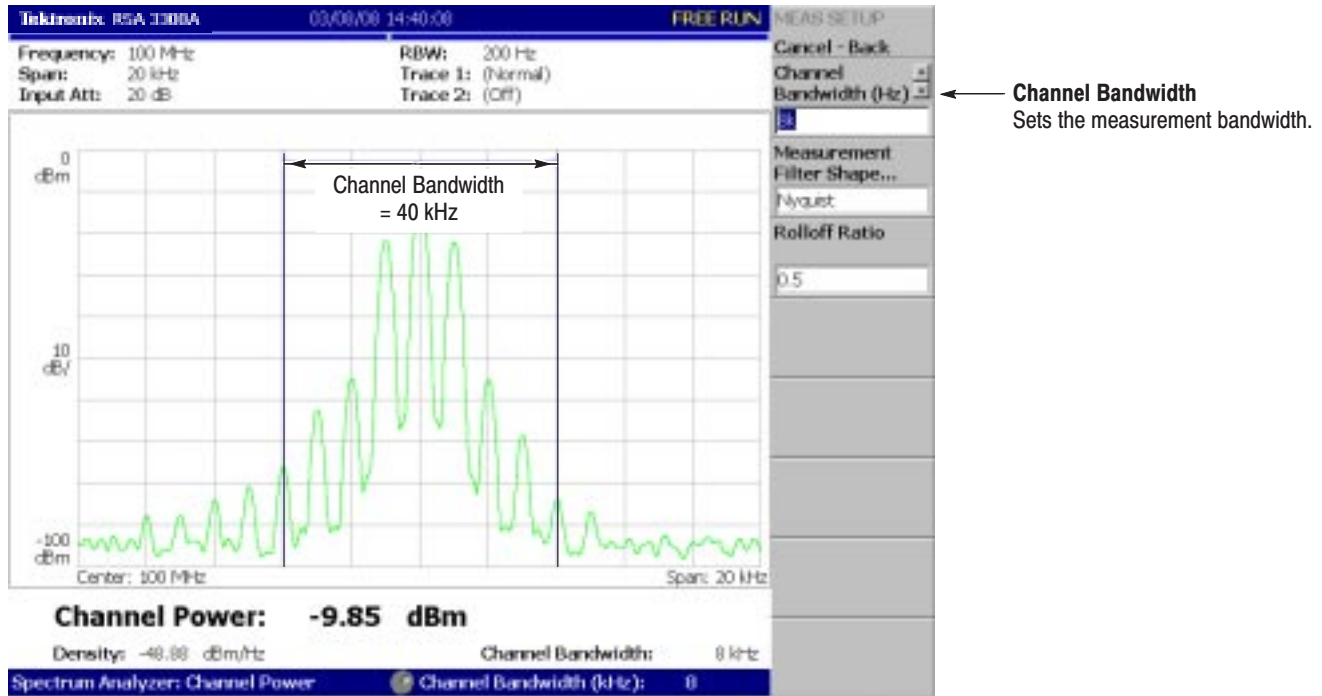 Tektronix RSA 3300A 03/08/08 14:40:08 FREE RUN
Frequency: 100 MHz
Span: 20 kHz
Input Att: 20 dB
RBW: 200 Hz
Trace 1: (Normal)
Trace 2: (Off)
0
dBm
Channel Bandwidth
= 40 kHz
10
dB/
-100
dBm
Center: 100 MHz Span: 20 kHz
Channel Power: -9.85 dBm
Density: -48.88 dBm/Hz Channel Bandwidth: 8 kHz
Spectrum Analyzer: Channel Power Channel Bandwidth (kHz): 8
MEAS SETUP
Cancel - Back
Channel
Bandwidth (Hz)
8k
Measurement
Filter Shape...
Nyquist
Rolloff Ratio
0.5
Channel Bandwidth
Sets the measurement bandwidth.